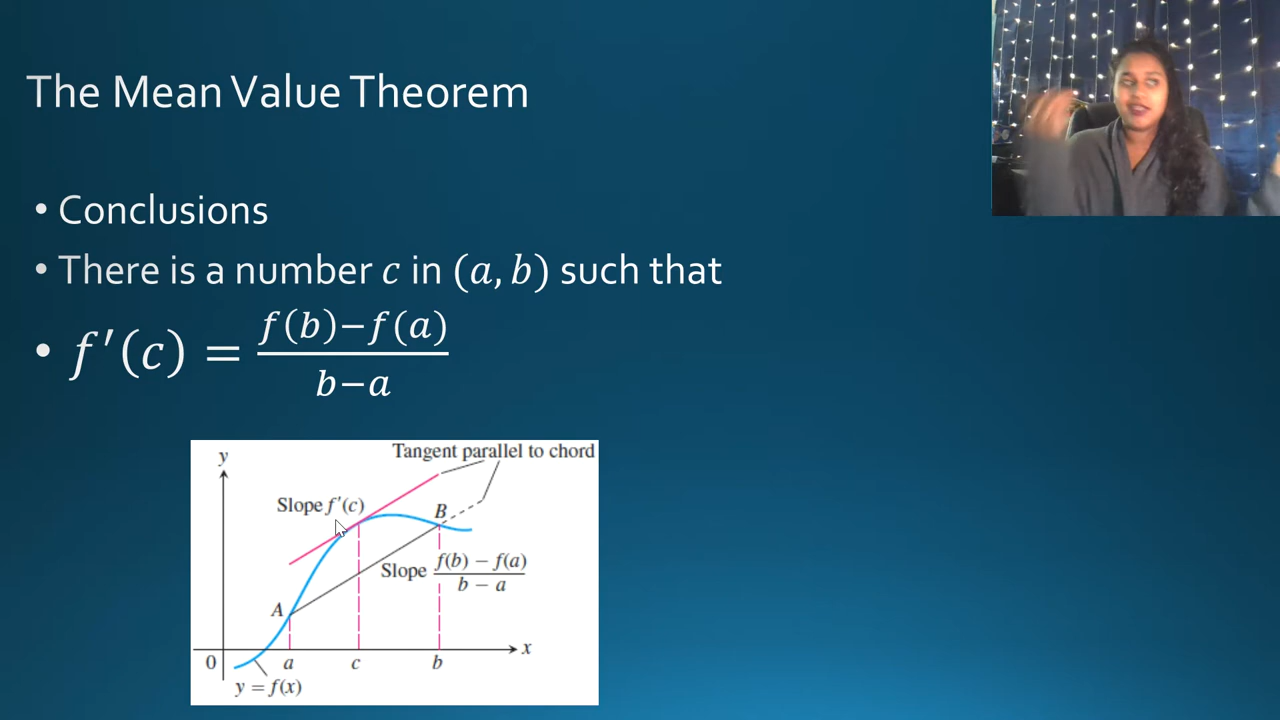 The Mean Value Theorem
• Conclusions
• There is a number c in (a, b) such that
• f′(c) = f(b)−f(a) / b−a
y
Tangent parallel to chord
Slope f′(c)
B
Slope f(b) − f(a) / b − a
A
0 a c b x
y = f(x)